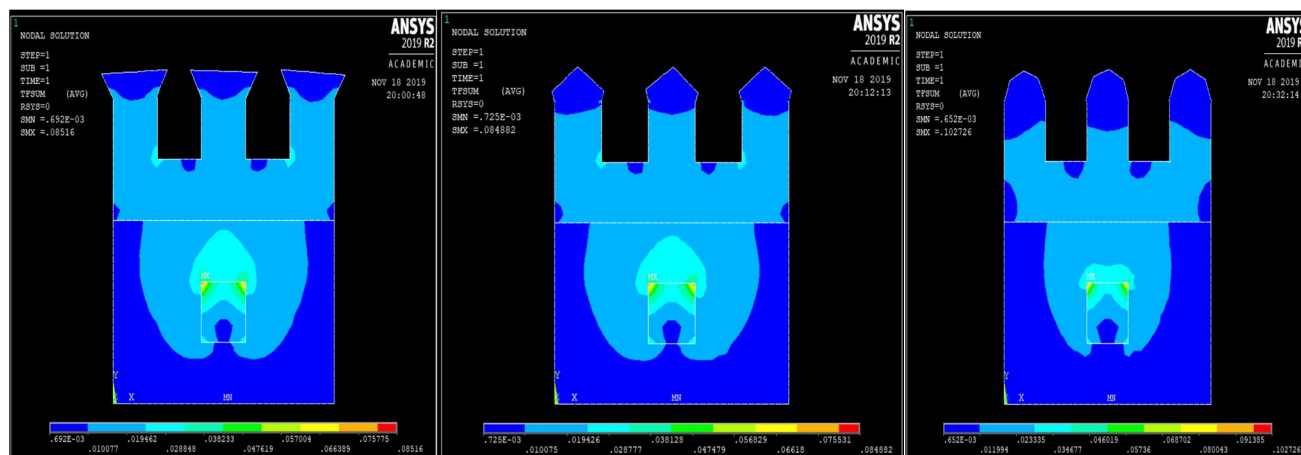 1
NODAL SOLUTION
STEP=1
SUB =1
TIME=1
TFSUM (AVG)
RSYS=0
SMN =.692E-03
SMX =.08516
ANSYS
2019 R2
ACADEMIC
NOV 18 2019
20:00:48
MX
Y
X
MN
.692E-03 .019462 .038233 .057004 .075775
.010077 .028848 .047619 .066389 .08516
1
NODAL SOLUTION
STEP=1
SUB =1
TIME=1
TFSUM (AVG)
RSYS=0
SMN =.725E-03
SMX =.084882
ANSYS
2019 R2
ACADEMIC
NOV 18 2019
20:12:13
MX
Y
X
MN
.725E-03 .019426 .038128 .056829 .075531
.010075 .028777 .047479 .06618 .084882
1
NODAL SOLUTION
STEP=1
SUB =1
TIME=1
TFSUM (AVG)
RSYS=0
SMN =.652E-03
SMX =.102726
ANSYS
2019 R2
ACADEMIC
NOV 18 2019
20:32:14
MX
Y
X
MN
.652E-03 .023335 .046019 .068702 .091385
.011994 .034677 .05736 .080043 .102726